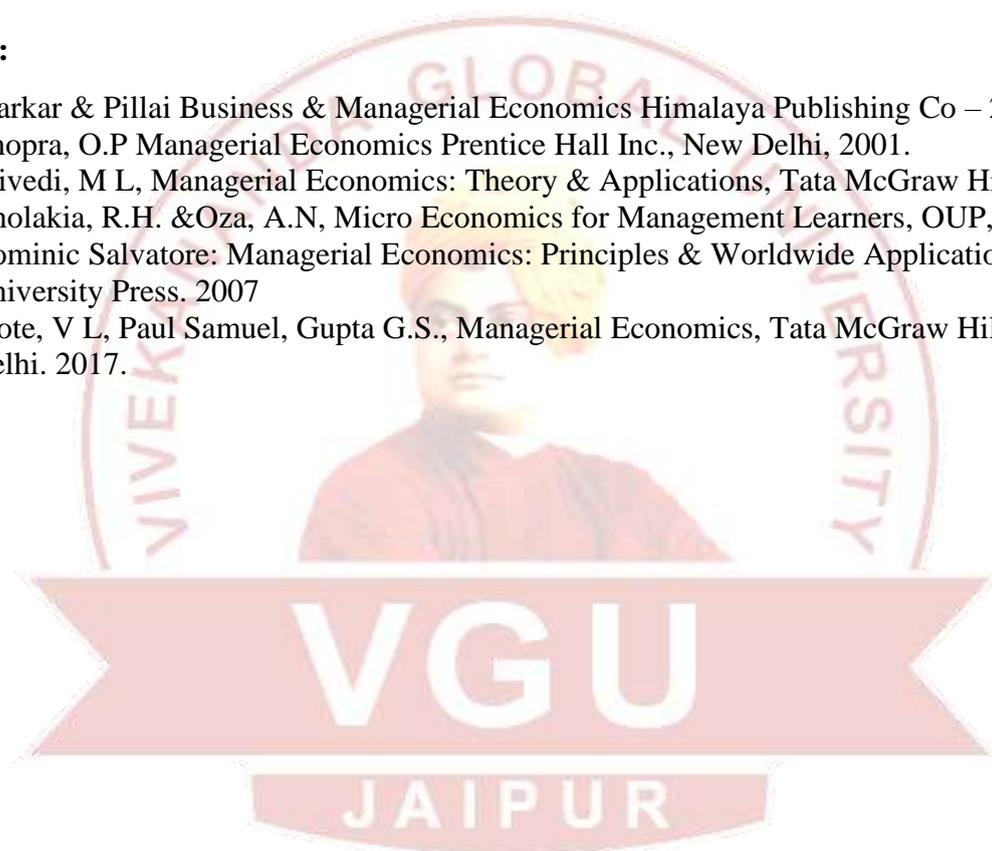 :
arkar & Pillai Business & Managerial Economics Himalaya Publishing Co –
hopra, O.P Managerial Economics Prentice Hall Inc., New Delhi, 2001.
ivedi, M L, Managerial Economics: Theory & Applications, Tata McGraw H
holakia, R.H. &Oza, A.N, Micro Economics for Management Learners, OUP,
ominic Salvatore: Managerial Economics: Principles & Worldwide Applicatio
niversity Press. 2007
ote, V L, Paul Samuel, Gupta G.S., Managerial Economics, Tata McGraw Hil
elhi. 2017.
VIVEKANANDA GLOBAL UNIVERSITY
VGU
JAIPUR